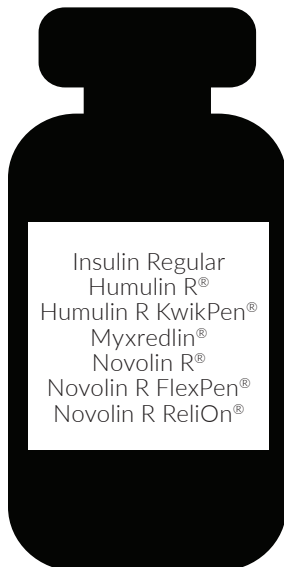 Insulin Regular
Humulin R®
Humulin R KwikPen®
Myxredlin®
Novolin R®
Novolin R FlexPen®
Novolin R ReliOn®